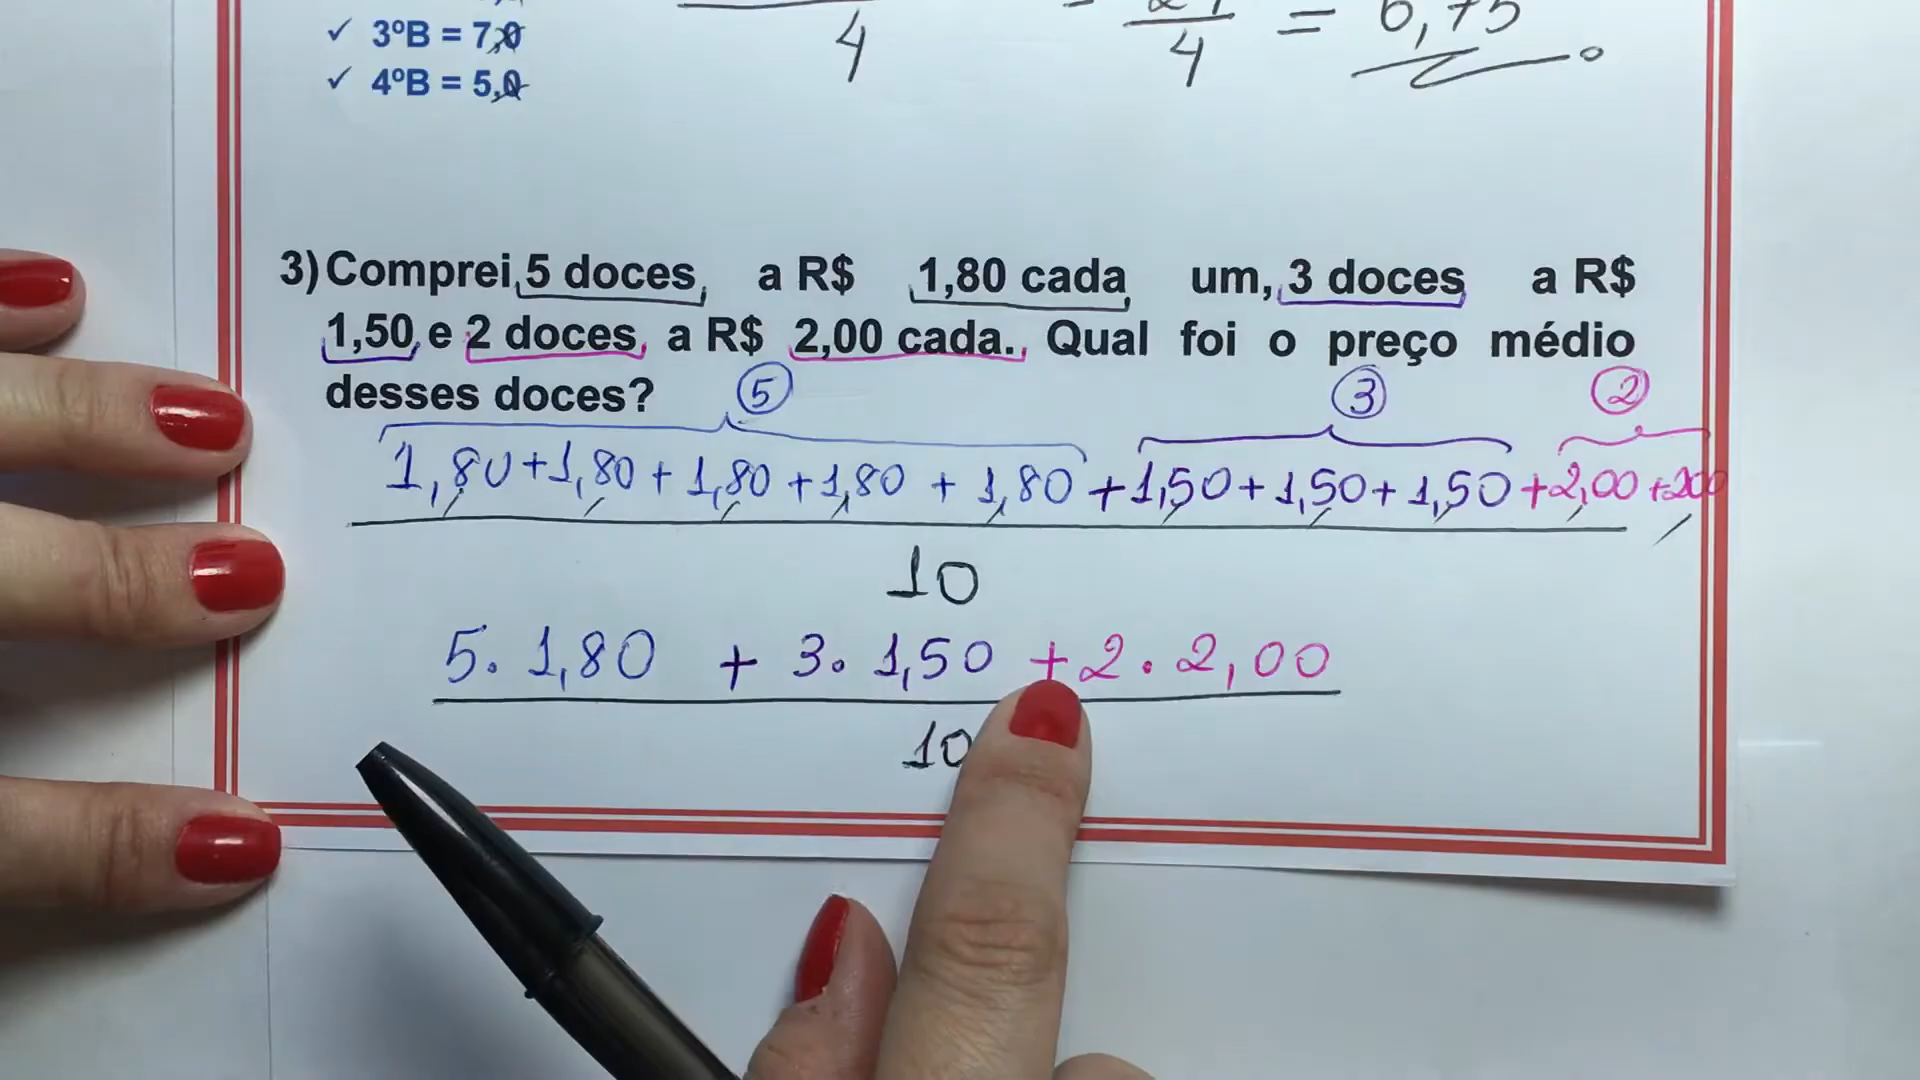 ✓ 3ºB = 7,0
✓ 4ºB = 5,0
4
4 = 6,75
3) Comprei 5 doces, a R$ 1,80 cada um, 3 doces a R$
1,50 e 2 doces, a R$ 2,00 cada. Qual foi o preço médio
desses doces?
5 3 2
1,80 + 1,80 + 1,80 + 1,80 + 1,80 + 1,50 + 1,50 + 1,50 + 2,00 + 2,00
10
5. 1,80 + 3. 1,50 + 2. 2,00
10